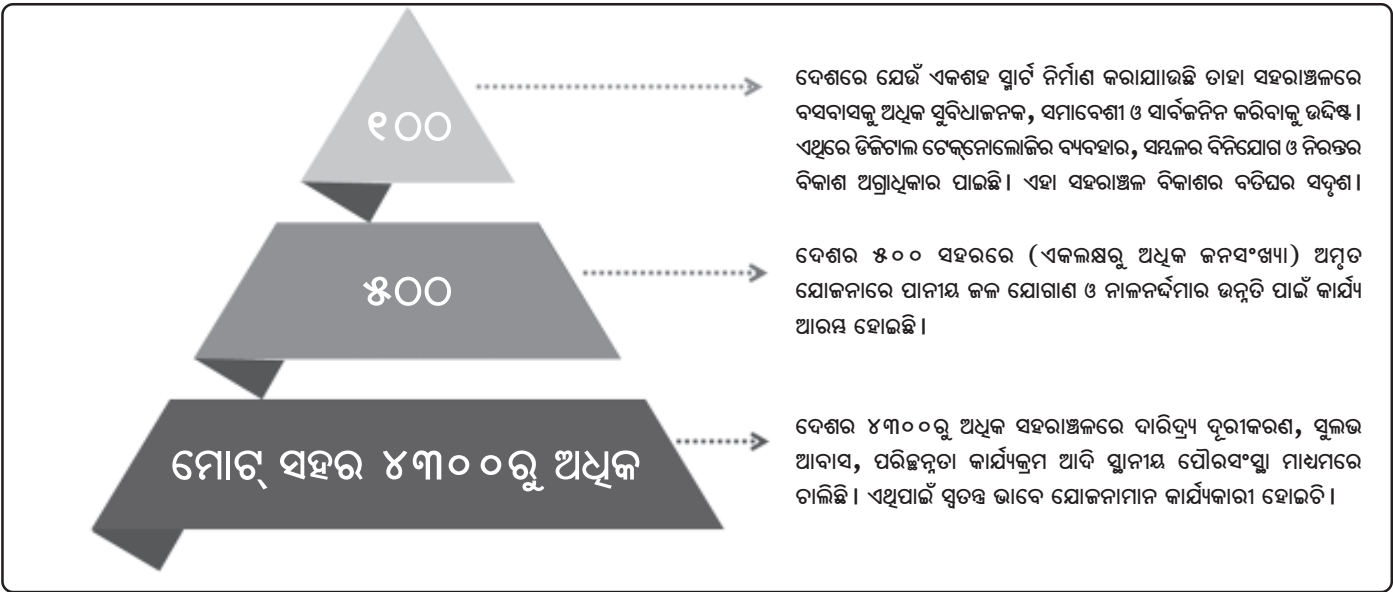 ୧୦୦
ଦେଶରେ ଯେଉଁ ଏକଶହ ସ୍ମାର୍ଟ ନିର୍ମାଣ କରାଯାାଉଛି ତାହା ସହରାଞ୍ଚଳରେ
ବସବାସକୁ ଅଧିକ ସୁବିଧାଜନକ, ସମାବେଶୀ ଓ ସାର୍ବଜନିନ କରିବାକୁ ଉଦ୍ଦିଷ୍ଟ।
ଏଥିରେ ଡିଜିଟାଲ ଟେକ୍‌ନୋଲୋଜିର ବ୍ୟବହାର, ସମ୍ବଳର ବିନିଯୋଗ ଓ ନିରନ୍ତର
ବିକାଶ ଅଗ୍ରାଧିକାର ପାଇଛି। ଏହା ସହରାଞ୍ଚଳ ବିକାଶର ବତିଘର ସଦୃଶ।
୫୦୦
ଦେଶର ୫୦୦ ସହରରେ (ଏକଲକ୍ଷରୁ ଅଧିକ ଜନସଂଖ୍ୟା) ଅମୃତ
ଯୋଜନାରେ ପାନୀୟ ଜଳ ଯୋଗାଣ ଓ ନାଳନର୍ଦ୍ଦମାର ଉନ୍ନତି ପାଇଁ କାର୍ଯ୍ୟ
ଆରମ୍ଭ ହୋଇଛି।
ମୋଟ୍ ସହର ୪୩୦୦ରୁ ଅଧିକ
ଦେଶର ୪୩୦୦ରୁ ଅଧିକ ସହରାଞ୍ଚଳରେ ଦାରିଦ୍ର୍ୟ ଦୂରୀକରଣ, ସୁଲଭ
ଆବାସ, ପରିଚ୍ଛନ୍ନତା କାର୍ଯ୍ୟକ୍ରମ ଆଦି ସ୍ଥାନୀୟ ପୌରସଂସ୍ଥା ମାଧ୍ୟମରେ
ଚାଲିଛି। ଏଥିପାଇଁ ସ୍ୱତନ୍ତ୍ର ଭାବେ ଯୋଜନାମାନ କାର୍ଯ୍ୟକାରୀ ହୋଇଚି।